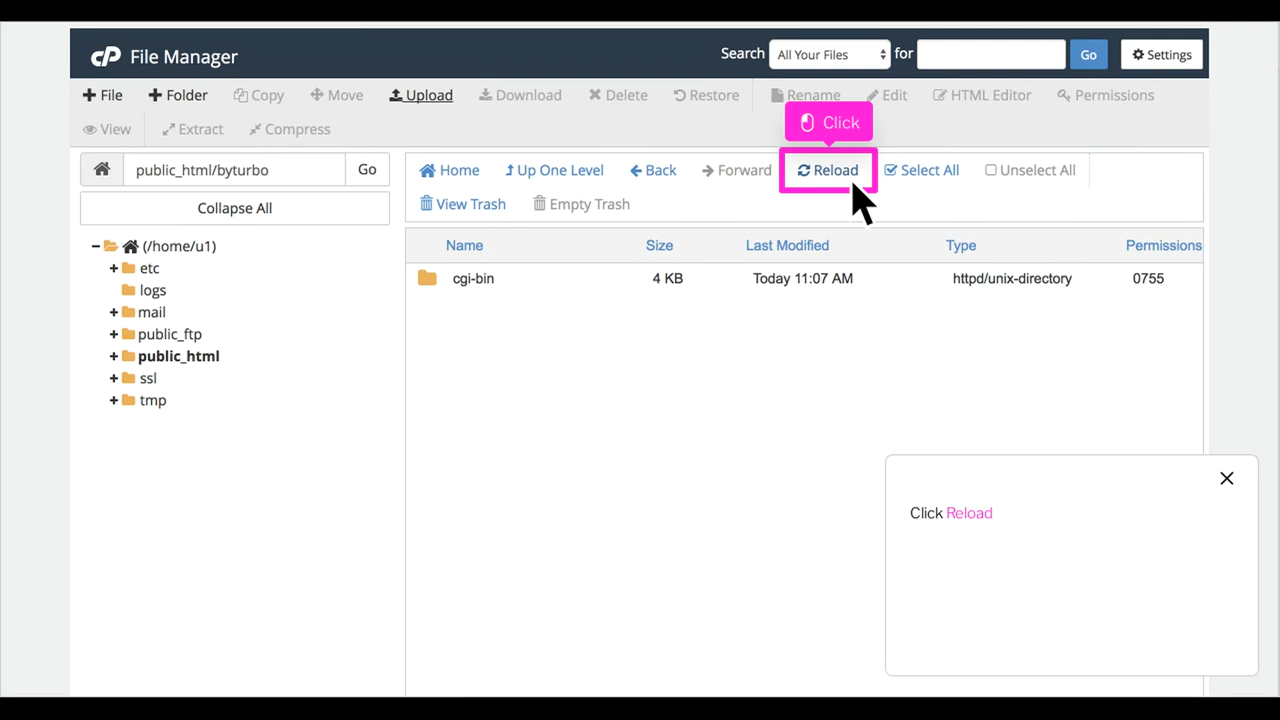 cP File Manager
Search All Your Files for Go Settings
File Folder Copy Move Upload Download Delete Restore Rename Edit HTML Editor Permissions
Click
View Extract Compress
public_html/byturbo Go
Home Up One Level Back Forward Reload Select All Unselect All
Collapse All
View Trash Empty Trash
Name Size Last Modified Type Permissions
(/home/u1)
etc
logs
mail
public_ftp
public_html
ssl
tmp
cgi-bin 4 KB Today 11:07 AM httpd/unix-directory 0755
Click Reload